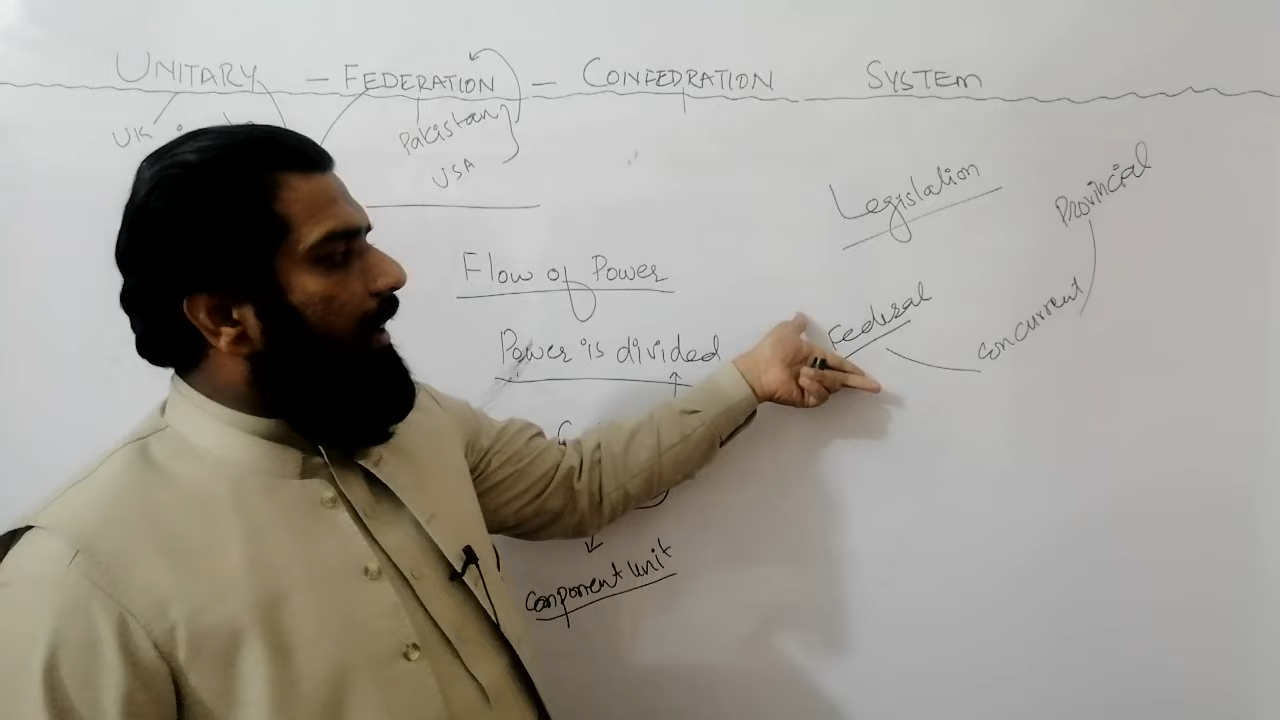 UNITARY – FEDERATION – CONFEDRATION SYSTEM
UK
Pakistan
USA
Legislation
Provincial
Flow of Power
Federal
concurrent
Power is divided
component unit